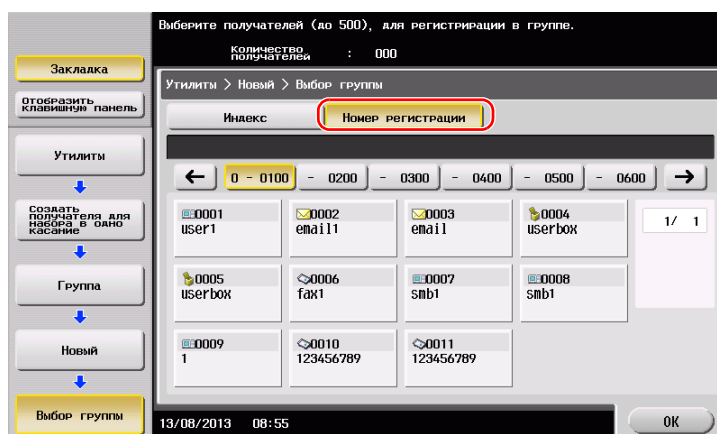 Выберите получателей (до 500), для регистрирации в группе.
Количество получателей : 000
Закладка
Отобразить клавишную панель
Утилиты
Создать получателя для набора в одно касание
Группа
Новый
Выбор группы
Утилиты > Новый > Выбор группы
Индекс Номер регистрации
← 0 - 0100 - 0200 - 0300 - 0400 - 0500 - 0600 →
0001 0002 0003 0004 1/ 1
user1 email1 email userbox
0005 0006 0007 0008
userbox fax1 smb1 smb1
0009 0010 0011
1 123456789 123456789
13/08/2013 08:55 OK